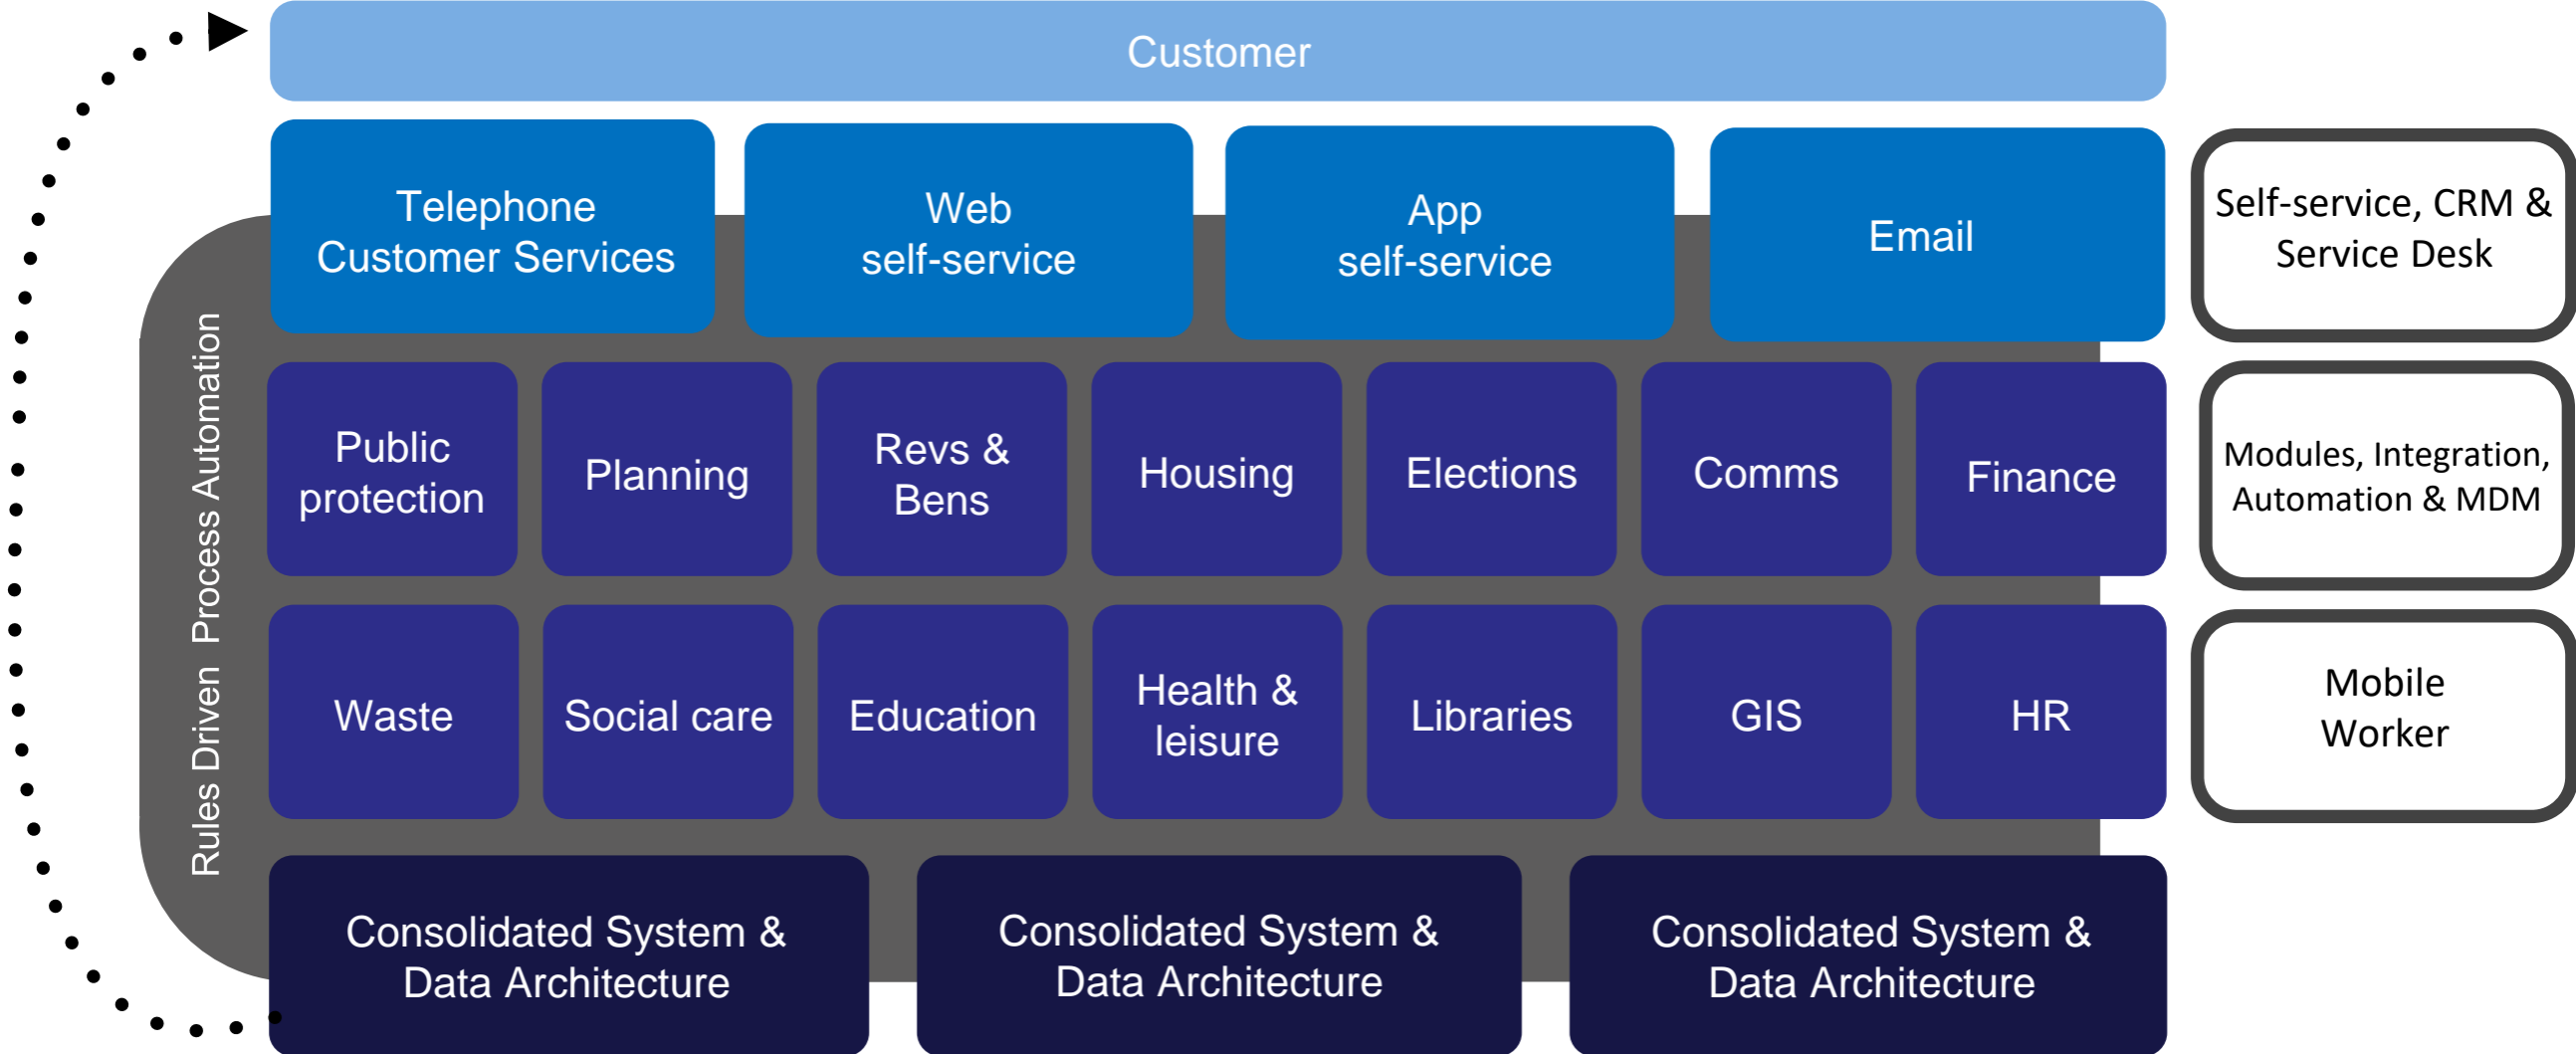 Customer
Telephone
Customer Services
Web
self-service
App
self-service
Email
Self-service, CRM &
Service Desk
Rules Driven  Process Automation
Public
protection
Planning
Revs &
Bens
Housing
Elections
Comms
Finance
Modules, Integration,
Automation & MDM
Waste
Social care
Education
Health &
leisure
Libraries
GIS
HR
Mobile
Worker
Consolidated System &
Data Architecture
Consolidated System &
Data Architecture
Consolidated System &
Data Architecture